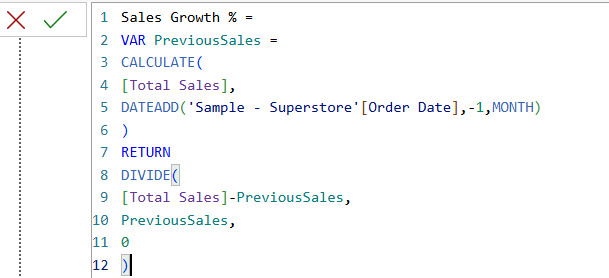 1 Sales Growth % =
2 VAR PreviousSales =
3 CALCULATE(
4 [Total Sales],
5 DATEADD('Sample - Superstore'[Order Date],-1,MONTH)
6 )
7 RETURN
8 DIVIDE(
9 [Total Sales]-PreviousSales,
10 PreviousSales,
11 0
12 )